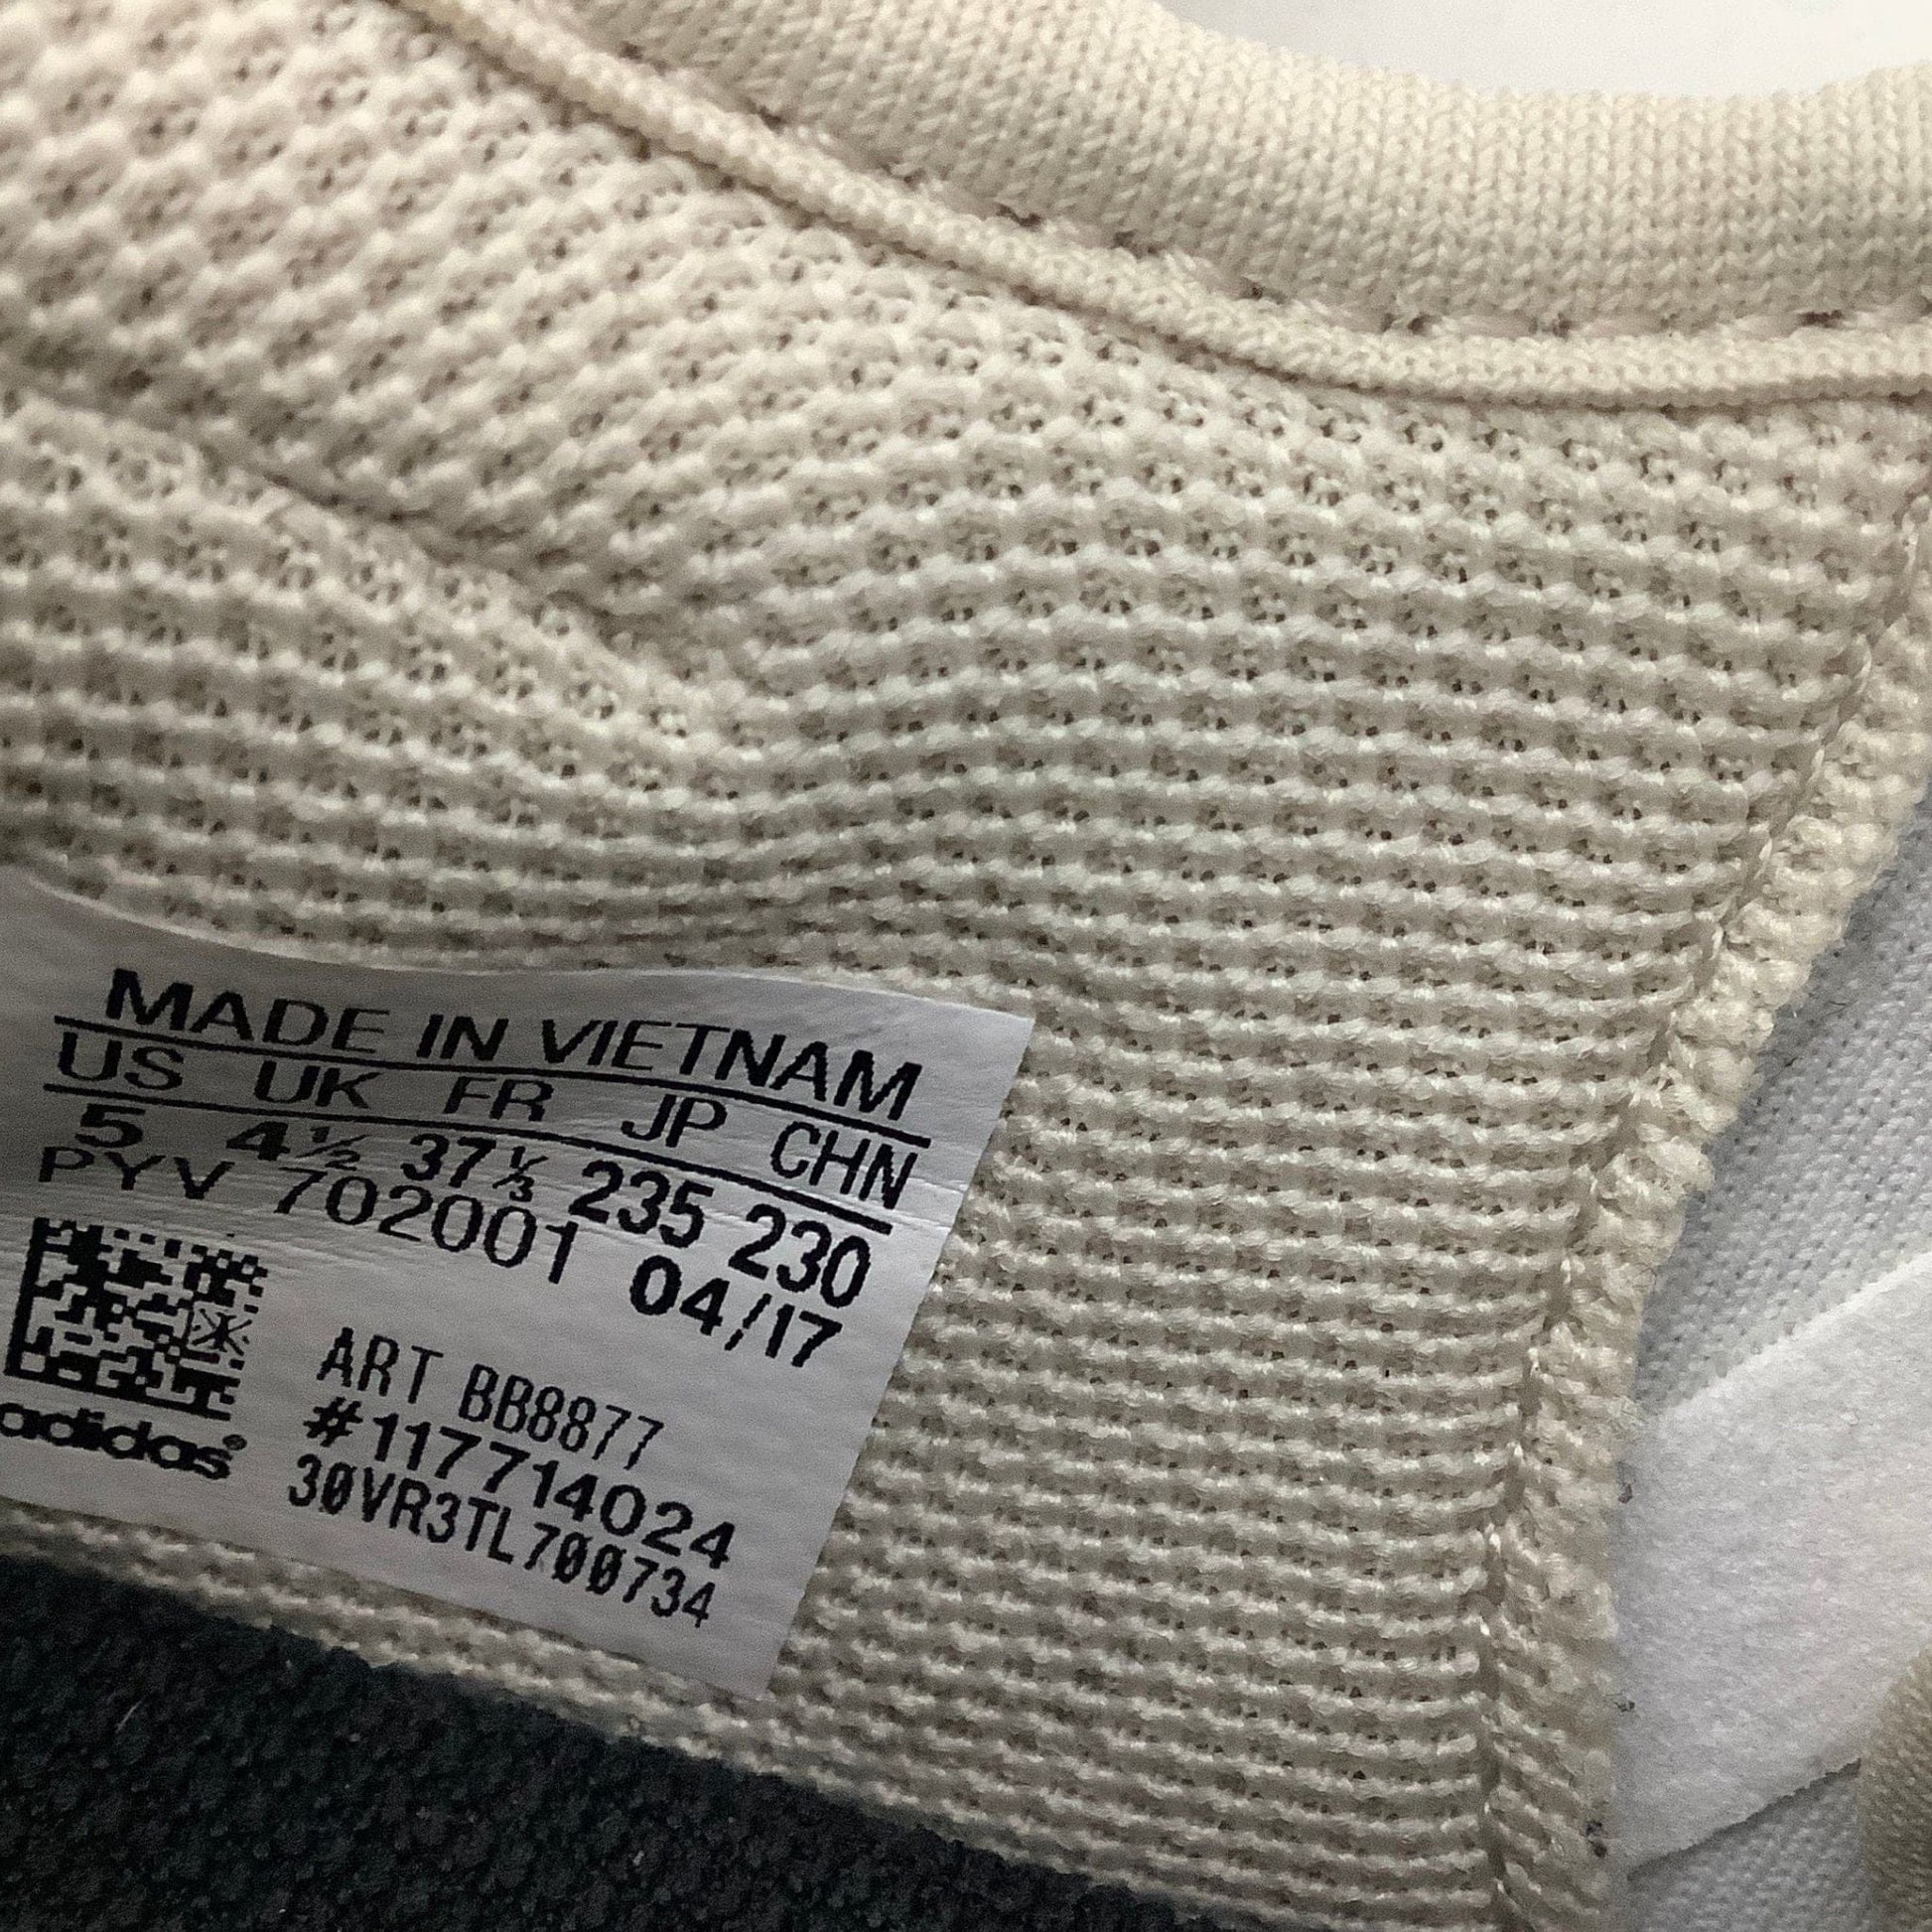 MADE IN VIETNAM
US UK FR JP CHN
5 4½ 37⅓ 235 230
PYV 702001 04/17
ART BB8877
#117714024
adidas®
30VR3TL700734